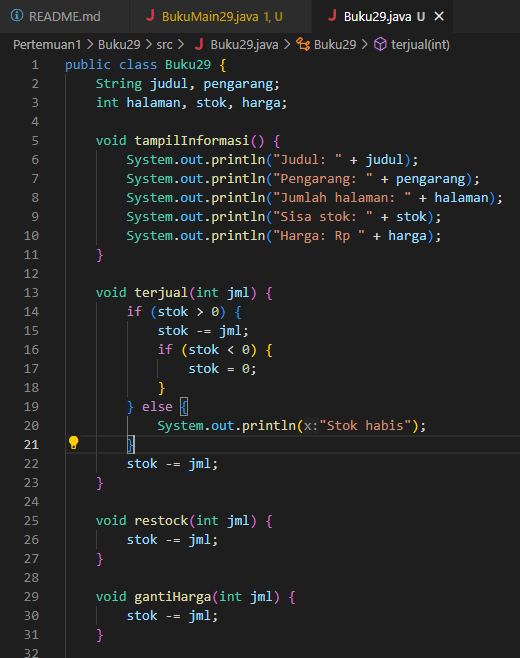 README.md BukuMain29.java 1, U Buku29.java U
Pertemuan1 > Buku29 > src > Buku29.java > Buku29 > terjual(int)
1 public class Buku29 {
2 String judul, pengarang;
3 int halaman, stok, harga;
4
5 void tampilInformasi() {
6 System.out.println("Judul: " + judul);
7 System.out.println("Pengarang: " + pengarang);
8 System.out.println("Jumlah halaman: " + halaman);
9 System.out.println("Sisa stok: " + stok);
10 System.out.println("Harga: Rp " + harga);
11 }
12
13 void terjual(int jml) {
14 if (stok > 0) {
15 stok -= jml;
16 if (stok < 0) {
17 stok = 0;
18 }
19 } else {
20 System.out.println(x:"Stok habis");
21 }
22 stok -= jml;
23 }
24
25 void restock(int jml) {
26 stok -= jml;
27 }
28
29 void gantiHarga(int jml) {
30 stok -= jml;
31 }
32